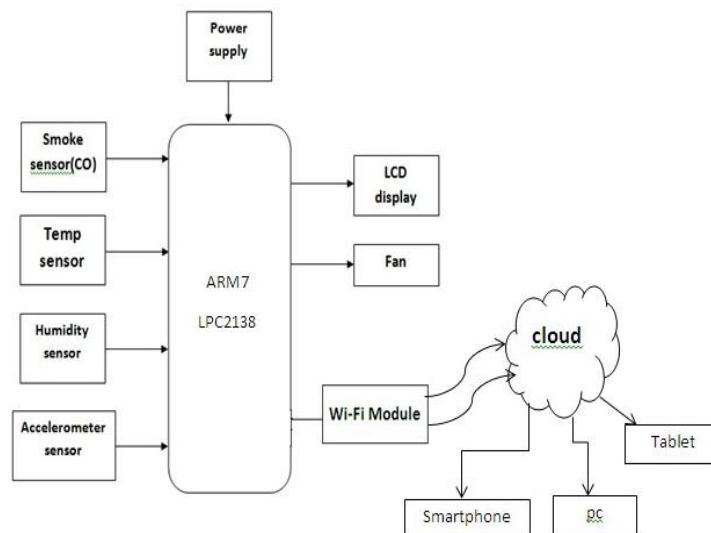 Power
supply
Smoke
sensor(CO)
Temp
sensor
Humidity
sensor
Accelerometer
sensor
ARM7
LPC2138
LCD
display
Fan
Wi-Fi Module
cloud
Tablet
Smartphone
pc